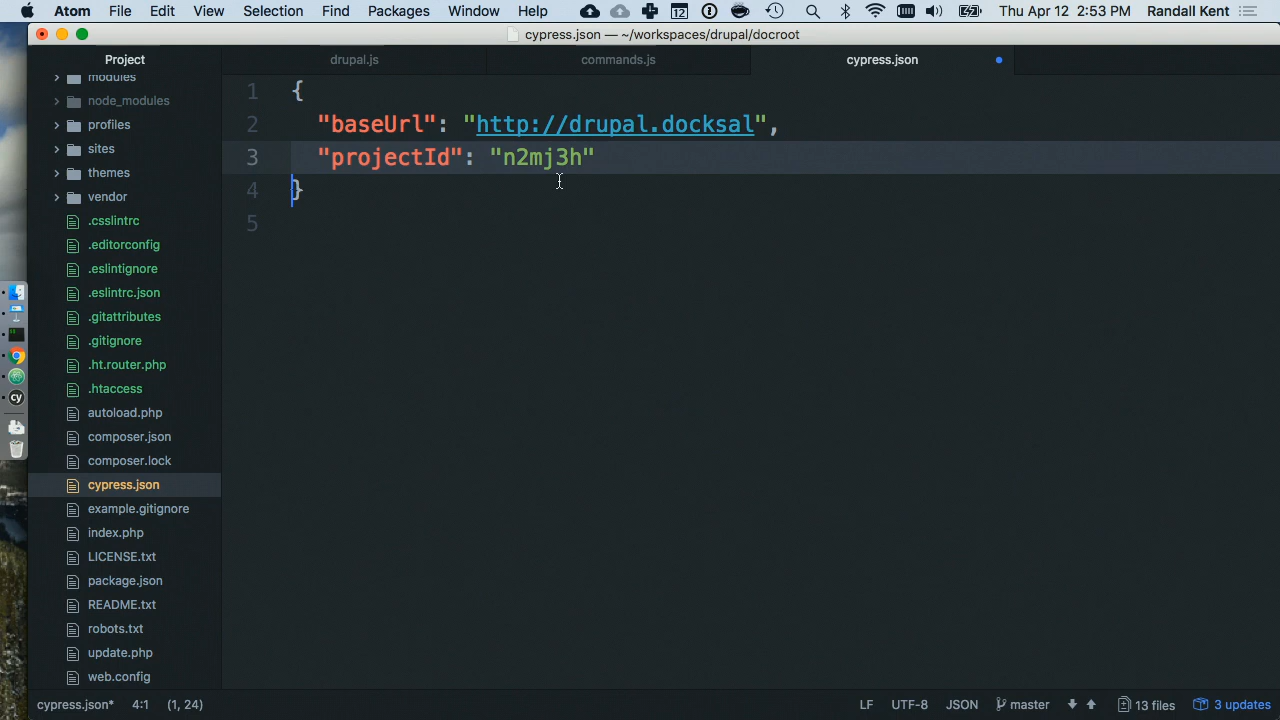 Atom File Edit View Selection Find Packages Window Help 12 Thu Apr 12 2:53 PM Randall Kent
cypress.json — ~/workspaces/drupal/docroot
Project
drupal.js
commands.js
cypress.json
modules
node_modules
profiles
sites
themes
vendor
.csslintrc
.editorconfig
.eslintignore
.eslintrc.json
.gitattributes
.gitignore
.ht.router.php
.htaccess
autoload.php
composer.json
composer.lock
cypress.json
example.gitignore
index.php
LICENSE.txt
package.json
README.txt
robots.txt
update.php
web.config
1 {
2 "baseUrl": "http://drupal.docksal",
3 "projectId": "n2mj3h"
4 }
5
cy
cypress.json* 4:1 (1, 24) LF UTF-8 JSON master 13 files 3 updates